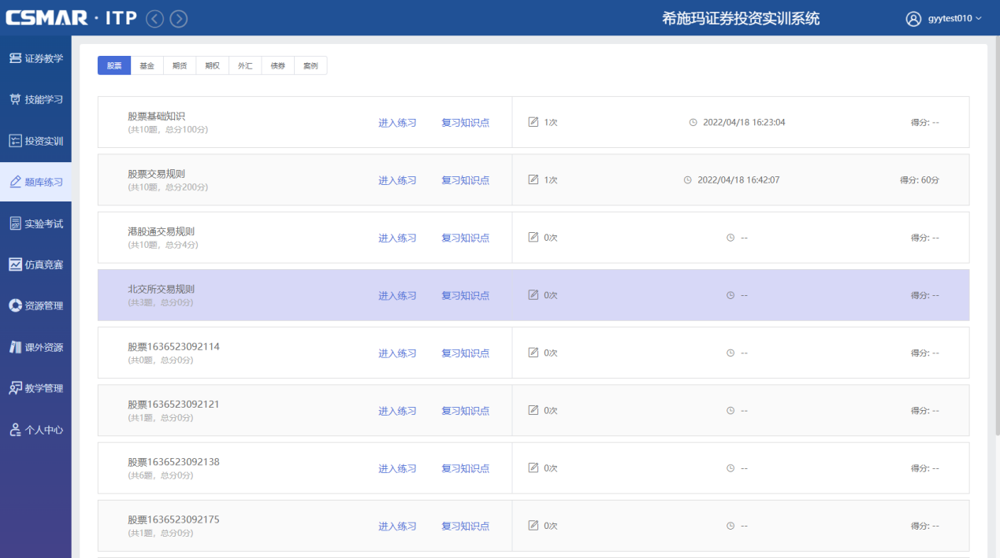 CSMAR · ITP
希施玛证券投资实训系统
gyytest010
证券教学
技能学习
投资实训
题库练习
实验考试
仿真竞赛
资源管理
课外资源
教学管理
个人中心
股票 基金 期货 期权 外汇 债券 案例
股票基础知识
(共10题，总分100分)
进入练习 复习知识点 1次 2022/04/18 16:23:04 得分: --
股票交易规则
(共10题，总分200分)
进入练习 复习知识点 1次 2022/04/18 16:42:07 得分: 60分
港股通交易规则
(共10题，总分4分)
进入练习 复习知识点 0次 -- 得分: --
北交所交易规则
(共3题，总分0分)
进入练习 复习知识点 0次 -- 得分: --
股票1636523092114
(共0题，总分0分)
进入练习 复习知识点 0次 -- 得分: --
股票1636523092121
(共1题，总分0分)
进入练习 复习知识点 0次 -- 得分: --
股票1636523092138
(共6题，总分0分)
进入练习 复习知识点 0次 -- 得分: --
股票1636523092175
(共1题，总分0分)
进入练习 复习知识点 0次 -- 得分: --